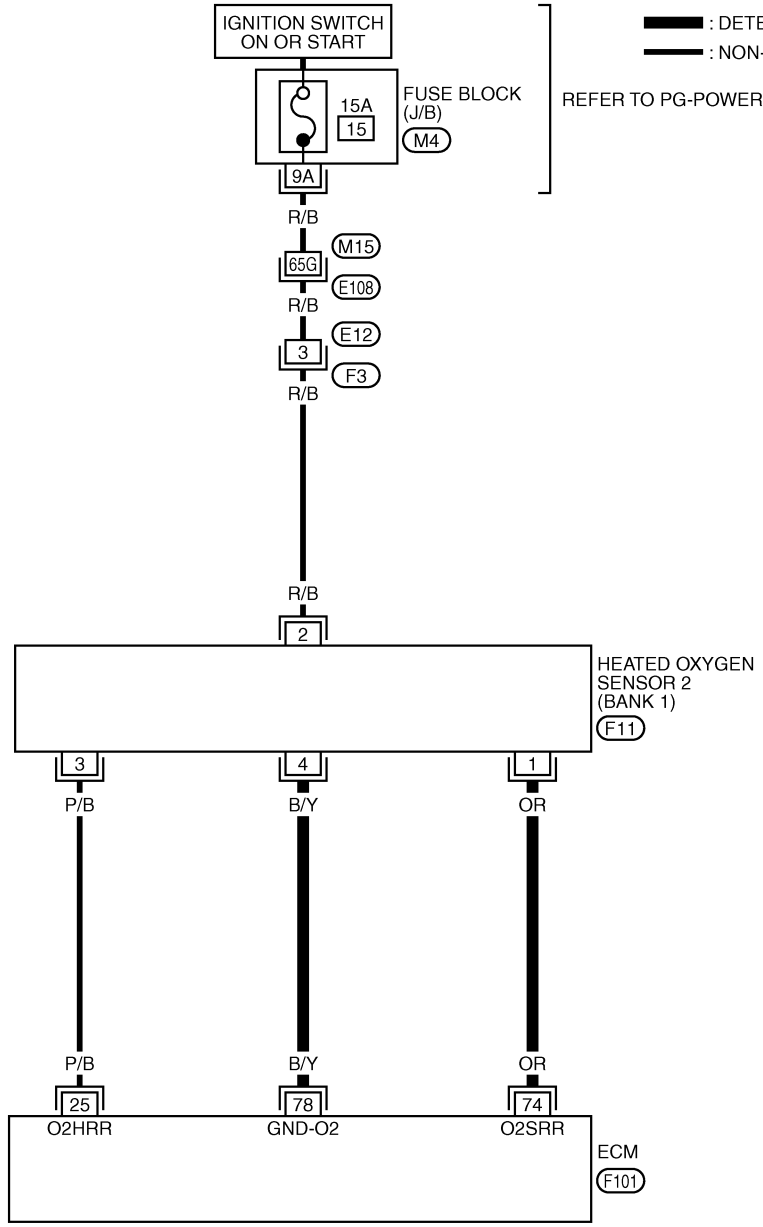 IGNITION SWITCH
ON OR START
: DETE
: NON-
REFER TO PG-POWER
FUSE BLOCK
(J/B)
M4
15A
15
9A
R/B
M15
65G
E108
R/B
E12
3
F3
R/B
R/B
2
HEATED OXYGEN
SENSOR 2
(BANK 1)
F11
3 4 1
P/B B/Y OR
P/B B/Y OR
25 78 74
O2HRR GND-O2 O2SRR
ECM
F101